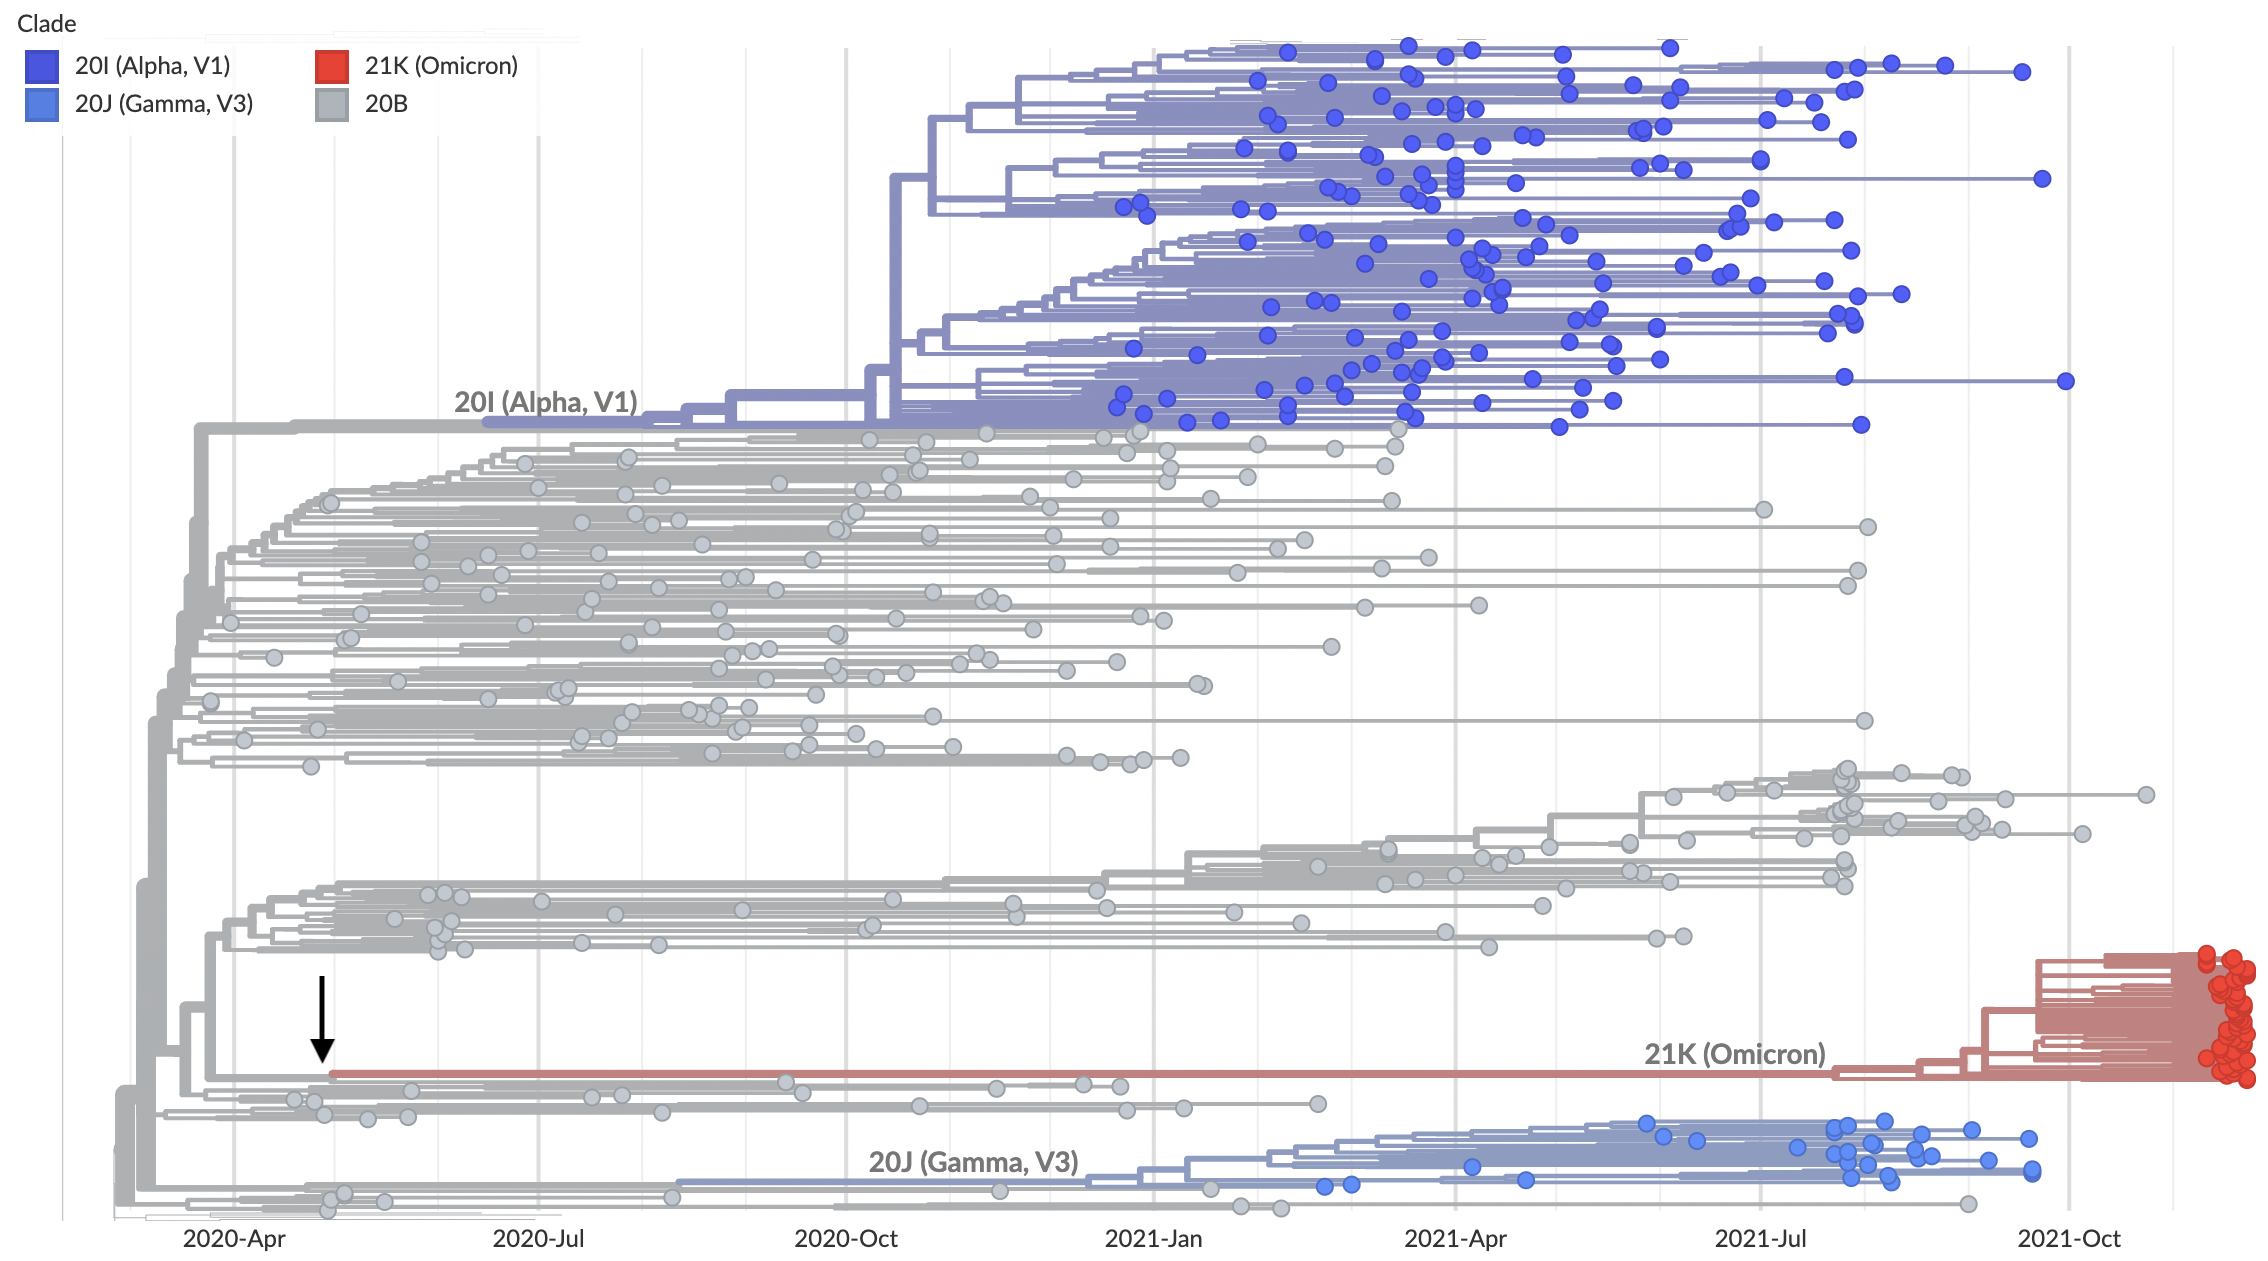 Clade
20I (Alpha, V1)
21K (Omicron)
20J (Gamma, V3)
20B
20I (Alpha, V1)
21K (Omicron)
20J (Gamma, V3)
2020-Apr
2020-Jul
2020-Oct
2021-Jan
2021-Apr
2021-Jul
2021-Oct